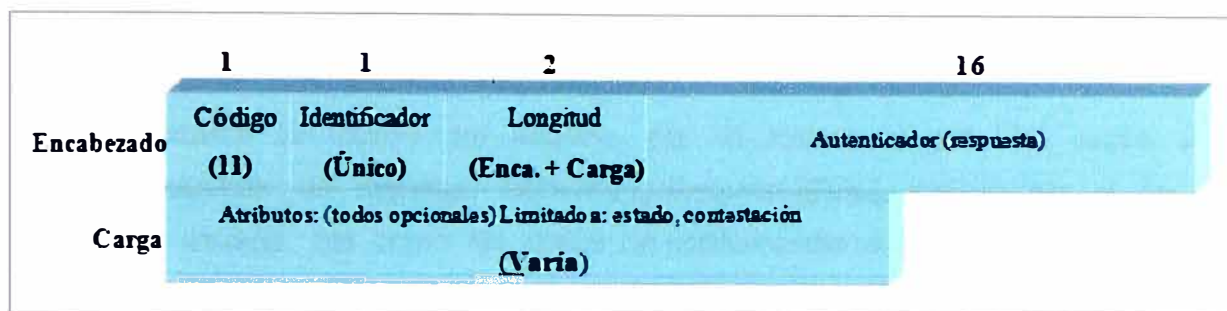 1 1 2 16
Código Identificador Longitud
Encabezado Autenticador (respuesta)
(11) (Único) (Enca. + Carga)
Atributos: (todos opcionales) Limitado a: estado, contestación
Carga
(Varía)